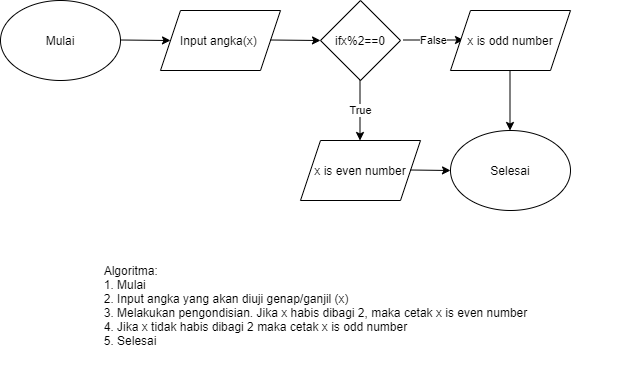 Mulai
Input angka(x)
ifx%2==0
False
x is odd number
True
x is even number
Selesai
Algoritma:
1. Mulai
2. Input angka yang akan diuji genap/ganjil (x)
3. Melakukan pengondisian. Jika x habis dibagi 2, maka cetak x is even number
4. Jika x tidak habis dibagi 2 maka cetak x is odd number
5. Selesai